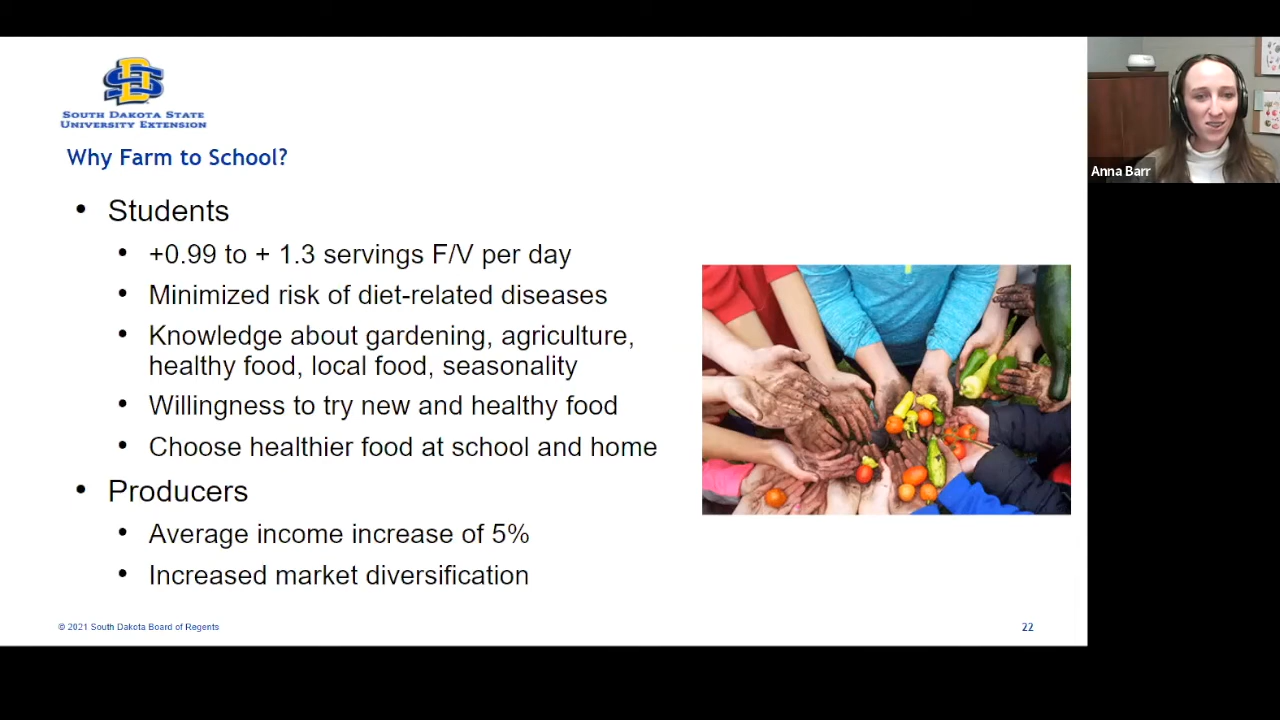 SOUTH DAKOTA STATE
UNIVERSITY EXTENSION
Why Farm to School?
• Students
• +0.99 to + 1.3 servings F/V per day
• Minimized risk of diet-related diseases
• Knowledge about gardening, agriculture,
healthy food, local food, seasonality
• Willingness to try new and healthy food
• Choose healthier food at school and home
• Producers
• Average income increase of 5%
• Increased market diversification
© 2021 South Dakota Board of Regents
22
Anna Barr